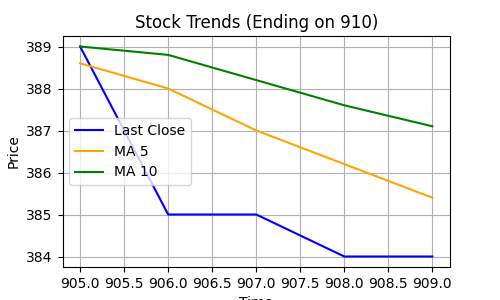 Stock Trends (Ending on 910)
Price
389
388
387
386
385
384
Last Close
MA 5
MA 10
905.0 905.5 906.0 906.5 907.0 907.5 908.0 908.5 909.0
Time